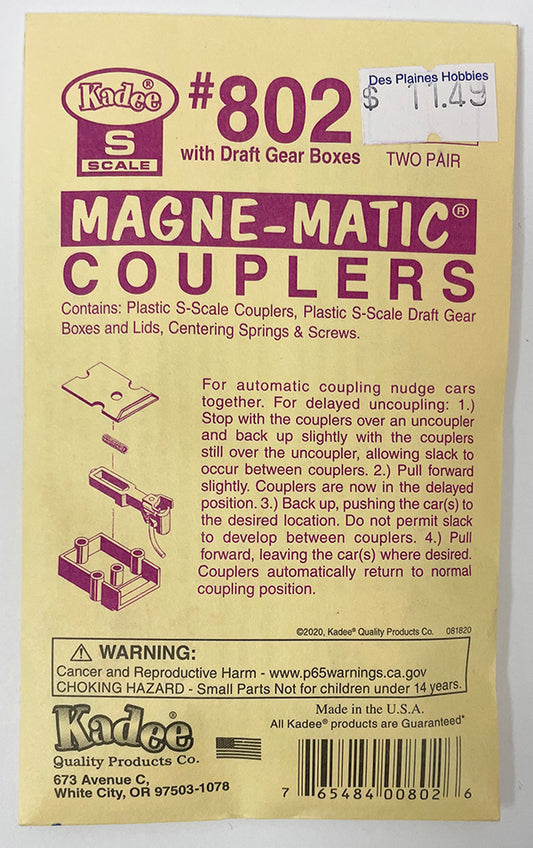 Kadee®
S
SCALE
#802
with Draft Gear Boxes
Des Plaines Hobbies
$ 11.49
TWO PAIR
MAGNE-MATIC®
COUPLERS
Contains: Plastic S-Scale Couplers, Plastic S-Scale Draft Gear
Boxes and Lids, Centering Springs & Screws.
For automatic coupling nudge cars
together. For delayed uncoupling: 1.)
Stop with the couplers over an uncoupler
and back up slightly with the couplers
still over the uncoupler, allowing slack to
occur between couplers. 2.) Pull forward
slightly. Couplers are now in the delayed
position. 3.) Back up, pushing the car(s) to
the desired location. Do not permit slack
to develop between couplers. 4.) Pull
forward, leaving the car(s) where desired.
Couplers automatically return to normal
coupling position.
©2020, Kadee® Quality Products Co. 081820
WARNING:
Cancer and Reproductive Harm - www.p65warnings.ca.gov
CHOKING HAZARD - Small Parts Not for children under 14 years.
Kadee®
Quality Products Co.
673 Avenue C,
White City, OR 97503-1078
Made in the U.S.A.
All Kadee® products are Guaranteed*
7 65484 00802 6